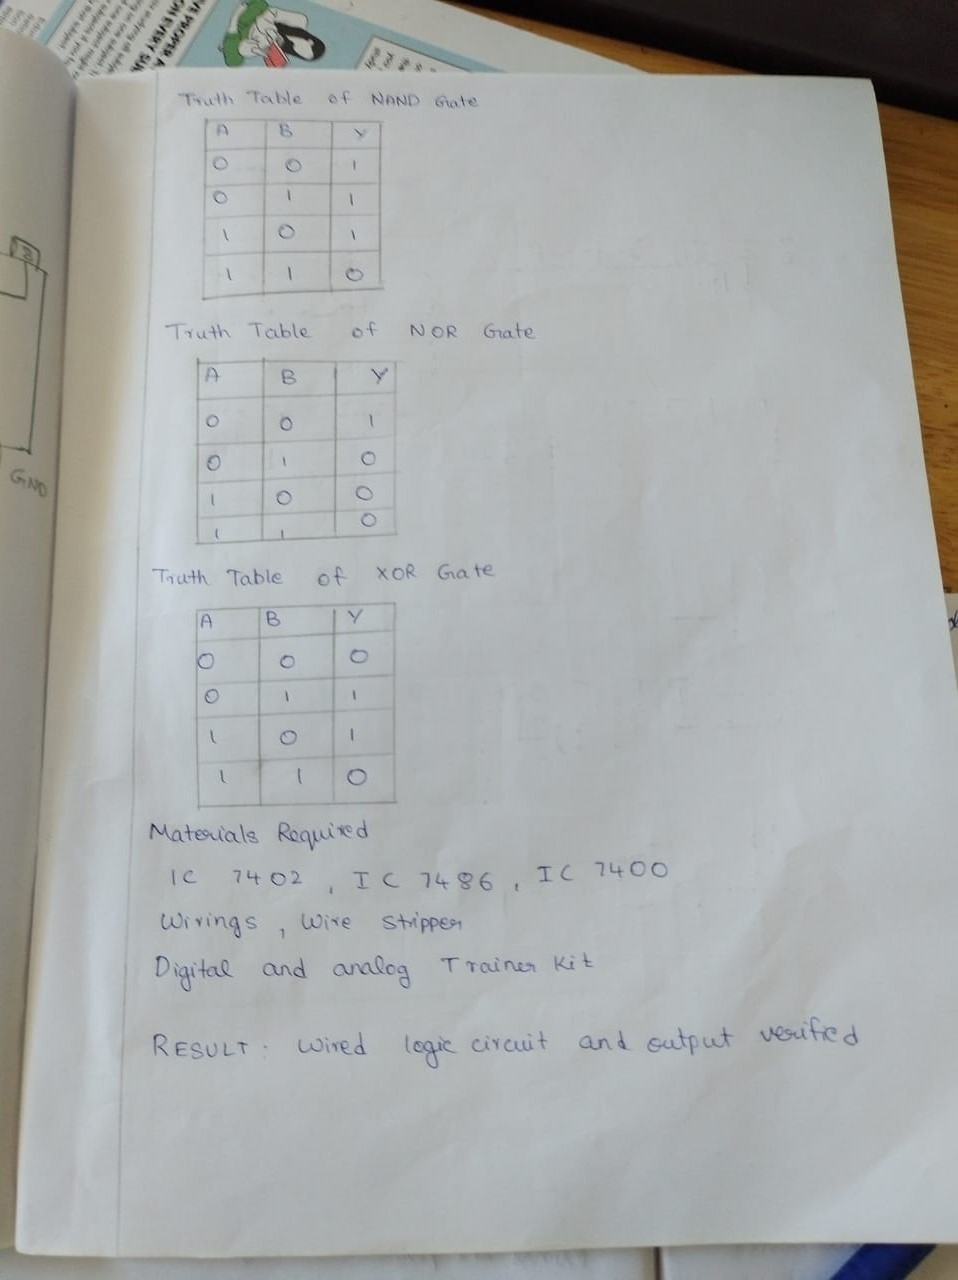 Truth Table of NAND Gate
A B Y
0 0 1
0 1 1
1 0 1
1 1 0
Truth Table of NOR Gate
A B Y
0 0 1
0 1 0
1 0 0
1 1 0
Truth Table of XOR Gate
A B Y
0 0 0
0 1 1
1 0 1
1 1 0
Materials Required
IC 7402, IC 7486, IC 7400
Wirings, Wire stripper
Digital and analog Trainer Kit
RESULT: Wired logic circuit and output verified
GND